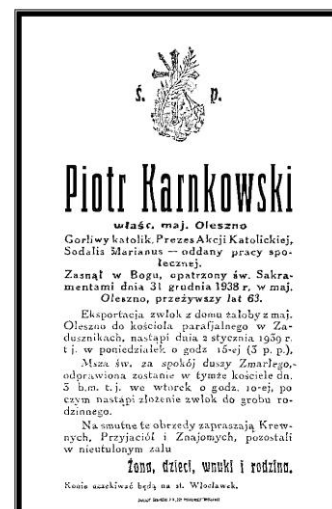 ś. p.
Piotr Karnkowski
właśc. maj. Oleszno
Gorliwy katolik, Prezes Akcji Katolickiej,
Sodalis Marianus — oddany pracy spo-
łecznej.
Zasnął w Bogu, opatrzony św. Sakra-
mentami dnia 31 grudnia 1938 r. w maj.
Oleszno, przeżywszy lat 63.
Eksportacja zwłok z domu żałoby z maj.
Oleszno do kościoła parafjalnego w Za-
dusznikach, nastąpi dnia 2 stycznia 1939 r.
t. j. w poniedziałek o godz. 15-ej (3 p. p.).
Msza św. za spokój duszy Zmarłego,
odprawiona zostanie w tymże kościele dn.
3 b.m. t. j. we wtorek o godz. 10-ej, po
czym nastąpi złożenie zwłok do grobu ro-
dzinnego.
Na smutne te obrzędy zapraszają Krew-
nych, Przyjaciół i Znajomych, pozostali
w nieutulonym żalu
Żona, dzieci, wnuki i rodzina.
Konie oczekiwać będą na st. Włocławek.